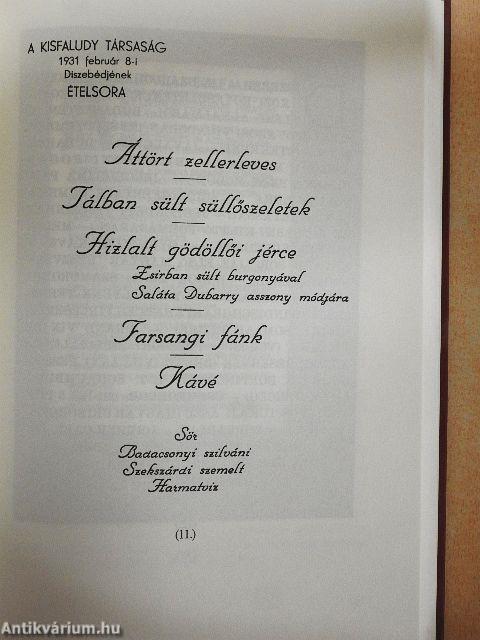 A KISFALUDY TÁRSASÁG
1931 február 8-i
Díszebédjének
ÉTELSORA
Áttört zellerleves
Tálban sült süllőszeletek
Hizlalt gödöllői jérce
Zsirban sült burgonyával
Saláta Dubarry asszony módjára
Farsangi fánk
Kávé
Sör
Badacsonyi szilváni
Szekszárdi szemelt
Harmatvíz
(11.)
Antikvárium.hu